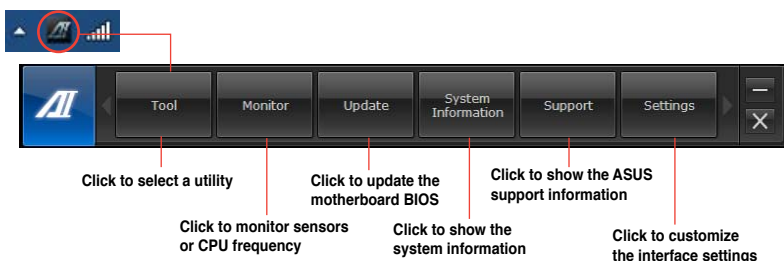 Tool
Monitor
Update
System
Information
Support
Settings
Click to select a utility
Click to update the
motherboard BIOS
Click to show the ASUS
support information
Click to monitor sensors
or CPU frequency
Click to show the
system information
Click to customize
the interface settings